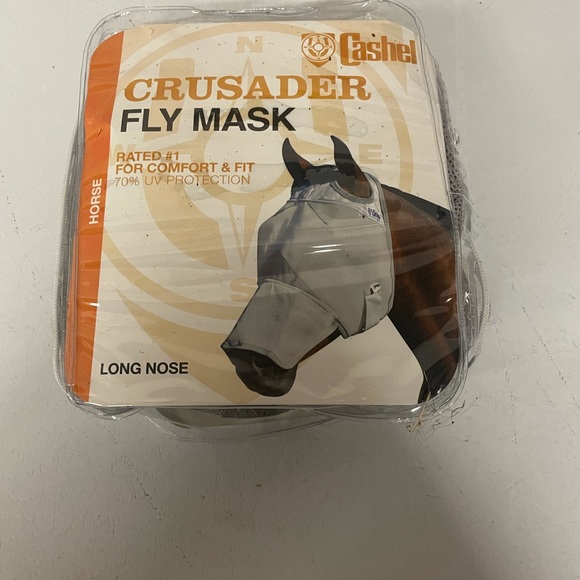 Cashel
CRUSADER
FLY MASK
RATED #1
FOR COMFORT & FIT
70% UV PROTECTION
HORSE
N
W
E
S
LONG NOSE